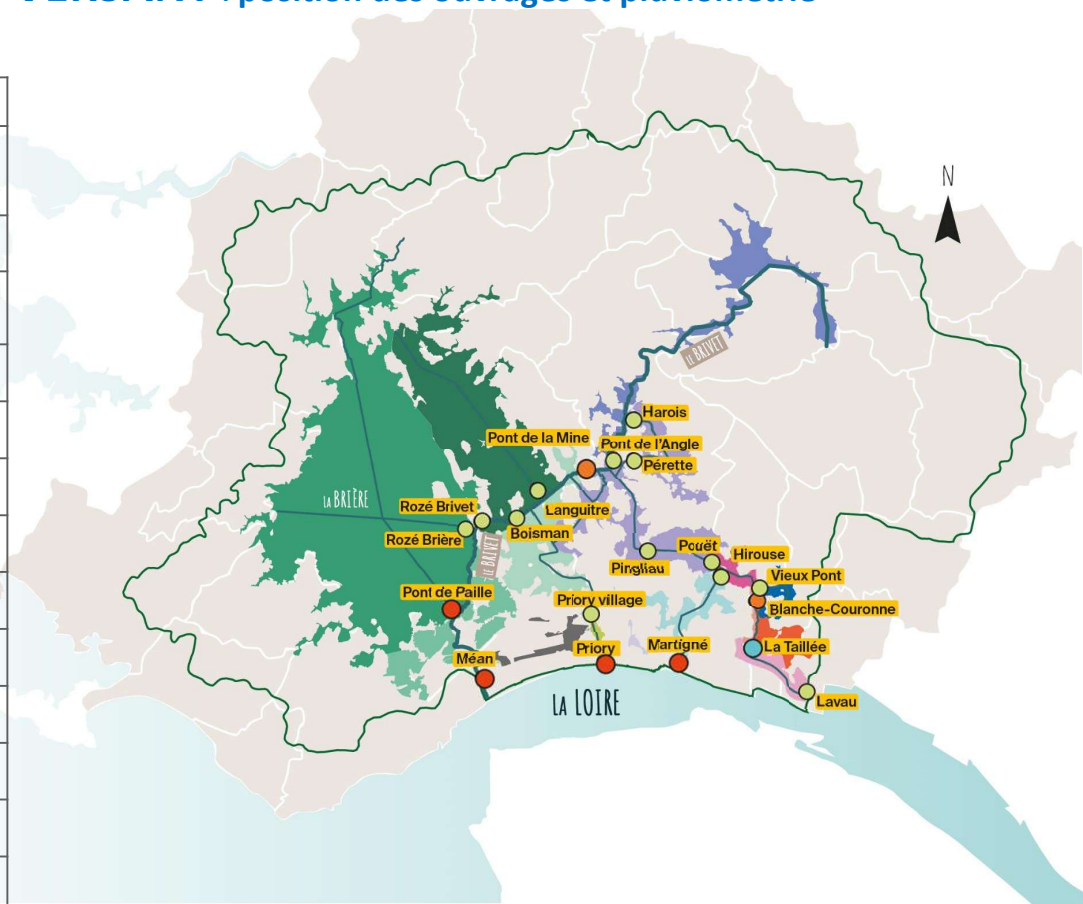 : position des ouvrages et pluviométrie
N
LE BRIVET
Harois
Pont de la Mine
Pont de l'Angle
Pérette
LA BRIÈRE
Rozé Brivet
Languitre
Rozé Brière
Boisman
LE BRIVET
Pouët
Hirouse
Pingliau
Vieux Pont
Pont de Paille
Priory village
Blanche-Couronne
Priory
Martigné
La Taillée
Méan
Lavau
LA LOIRE